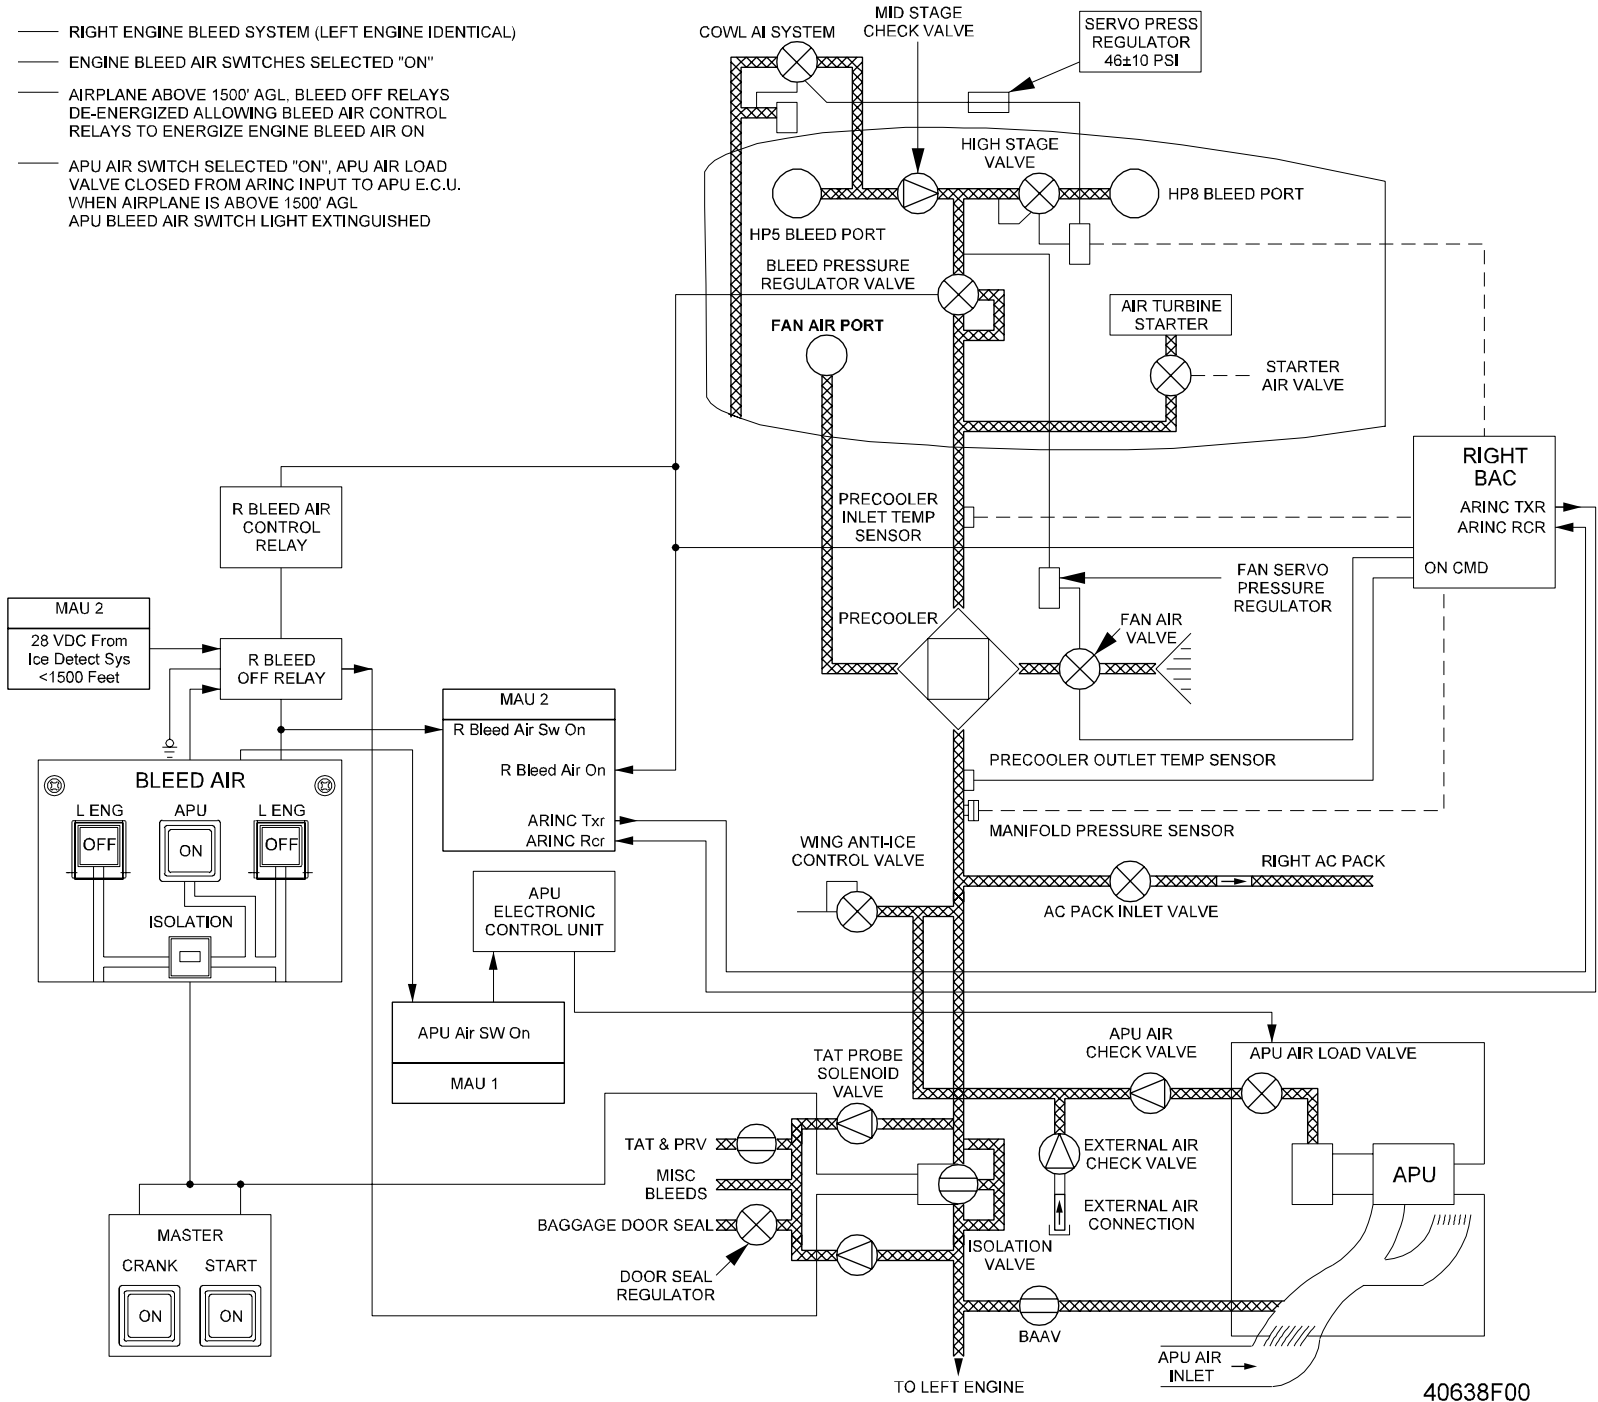 RIGHT ENGINE BLEED SYSTEM (LEFT ENGINE IDENTICAL)
ENGINE BLEED AIR SWITCHES SELECTED "ON"
AIRPLANE ABOVE 1500' AGL, BLEED OFF RELAYS
DE-ENERGIZED ALLOWING BLEED AIR CONTROL
RELAYS TO ENERGIZE ENGINE BLEED AIR ON
APU AIR SWITCH SELECTED "ON", APU AIR LOAD
VALVE CLOSED FROM ARINC INPUT TO APU E.C.U.
WHEN AIRPLANE IS ABOVE 1500' AGL
APU BLEED AIR SWITCH LIGHT EXTINGUISHED
COWL AI SYSTEM
MID STAGE
CHECK VALVE
SERVO PRESS
REGULATOR
46±10 PSI
HIGH STAGE
VALVE
HP8 BLEED PORT
HP5 BLEED PORT
BLEED PRESSURE
REGULATOR VALVE
FAN AIR PORT
AIR TURBINE
STARTER
STARTER
AIR VALVE
RIGHT
BAC
ARINC TXR
ARINC RCR
ON CMD
PRECOOLER
INLET TEMP
SENSOR
FAN SERVO
PRESSURE
REGULATOR
PRECOOLER
FAN AIR
VALVE
R BLEED AIR
CONTROL
RELAY
MAU 2
28 VDC From
Ice Detect Sys
<1500 Feet
R BLEED
OFF RELAY
MAU 2
R Bleed Air Sw On
R Bleed Air On
ARINC Txr
ARINC Rcr
PRECOOLER OUTLET TEMP SENSOR
MANIFOLD PRESSURE SENSOR
BLEED AIR
L ENG
APU
L ENG
OFF
ON
OFF
ISOLATION
WING ANTI-ICE
CONTROL VALVE
RIGHT AC PACK
AC PACK INLET VALVE
APU
ELECTRONIC
CONTROL UNIT
APU Air SW On
MAU 1
TAT PROBE
SOLENOID
VALVE
APU AIR
CHECK VALVE
APU AIR LOAD VALVE
TAT & PRV
MISC
BLEEDS
BAGGAGE DOOR SEAL
DOOR SEAL
REGULATOR
EXTERNAL AIR
CHECK VALVE
EXTERNAL AIR
CONNECTION
APU
ISOLATION
VALVE
MASTER
CRANK
START
ON
ON
BAAV
APU AIR
INLET
TO LEFT ENGINE
40638F00